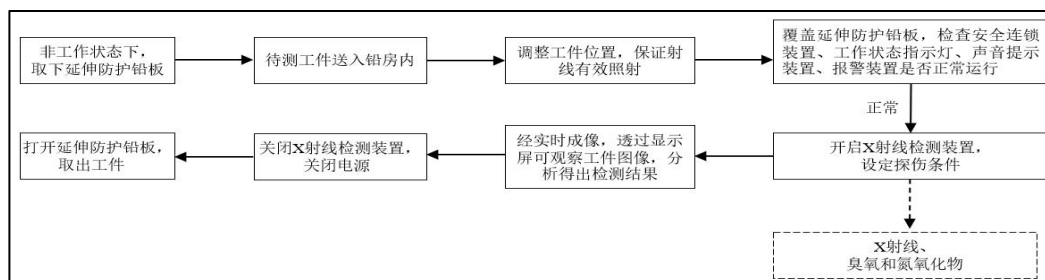 非工作状态下，
取下延伸防护铅板
待测工件送入铅房内
调整工件位置，保证射
线有效照射
覆盖延伸防护铅板，检查安全连锁
装置、工作状态指示灯、声音提示
装置、报警装置是否正常运行
正常
开启X射线检测装置，
设定探伤条件
经实时成像，透过显示
屏可观察工件图像，分
析得出检测结果
关闭X射线检测装置，
关闭电源
打开延伸防护铅板，
取出工件
X射线、
臭氧和氮氧化物